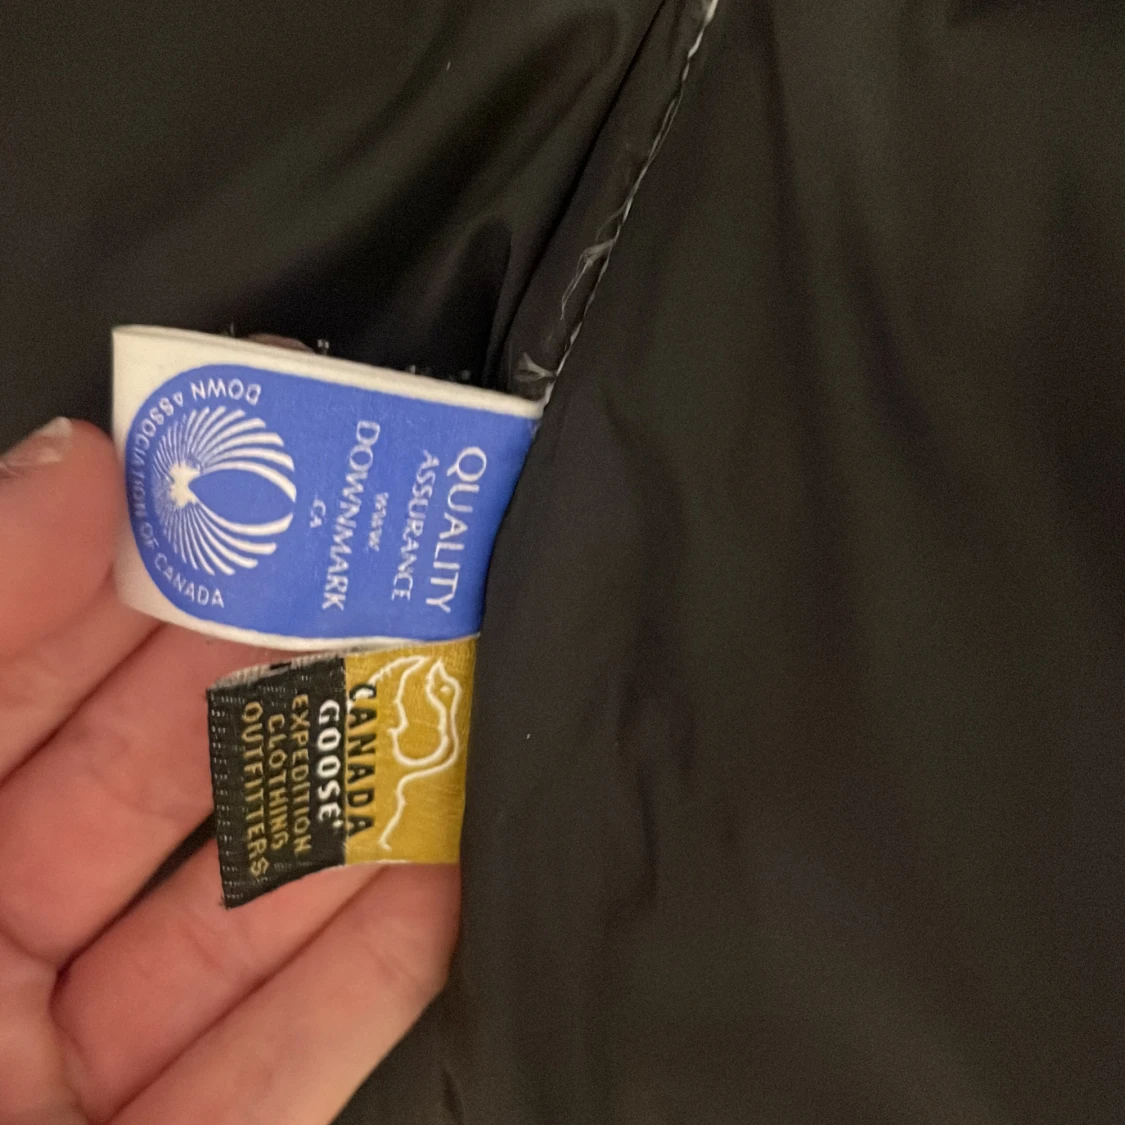 QUALITY
ASSURANCE
www.
DOWNMARK
.CA
DOWN ASSOCIATION OF CANADA
CANADA
GOOSE®
EXPEDITION
CLOTHING
OUTFITTERS